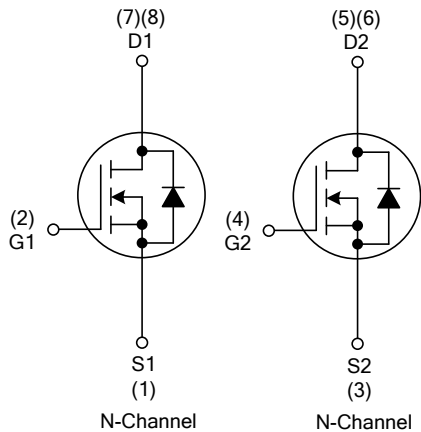 (7)(8)
D1
(2)
G1
S1
(1)
N-Channel
(5)(6)
D2
(4)
G2
S2
(3)
N-Channel